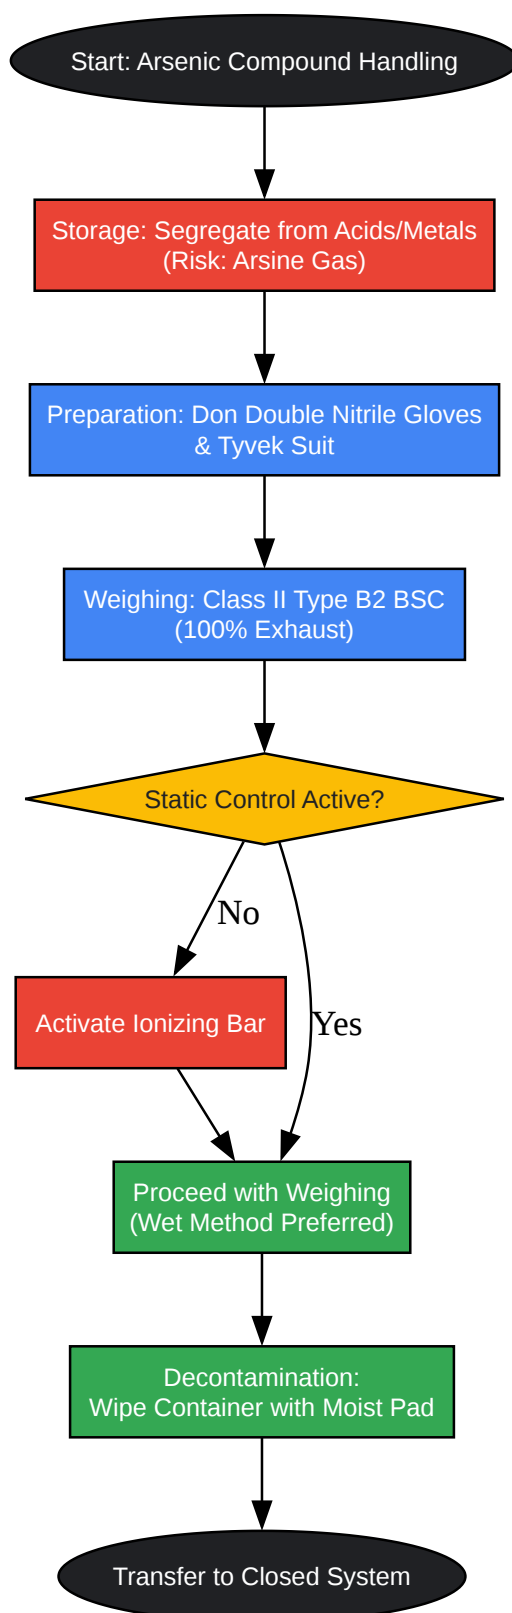 Start: Arsenic Compound Handling
Storage: Segregate from Acids/Metals
(Risk: Arsine Gas)
Preparation: Don Double Nitrile Gloves
& Tyvek Suit
Weighing: Class II Type B2 BSC
(100% Exhaust)
Static Control Active?
No
Activate Ionizing Bar
Yes
Proceed with Weighing
(Wet Method Preferred)
Decontamination:
Wipe Container with Moist Pad
Transfer to Closed System